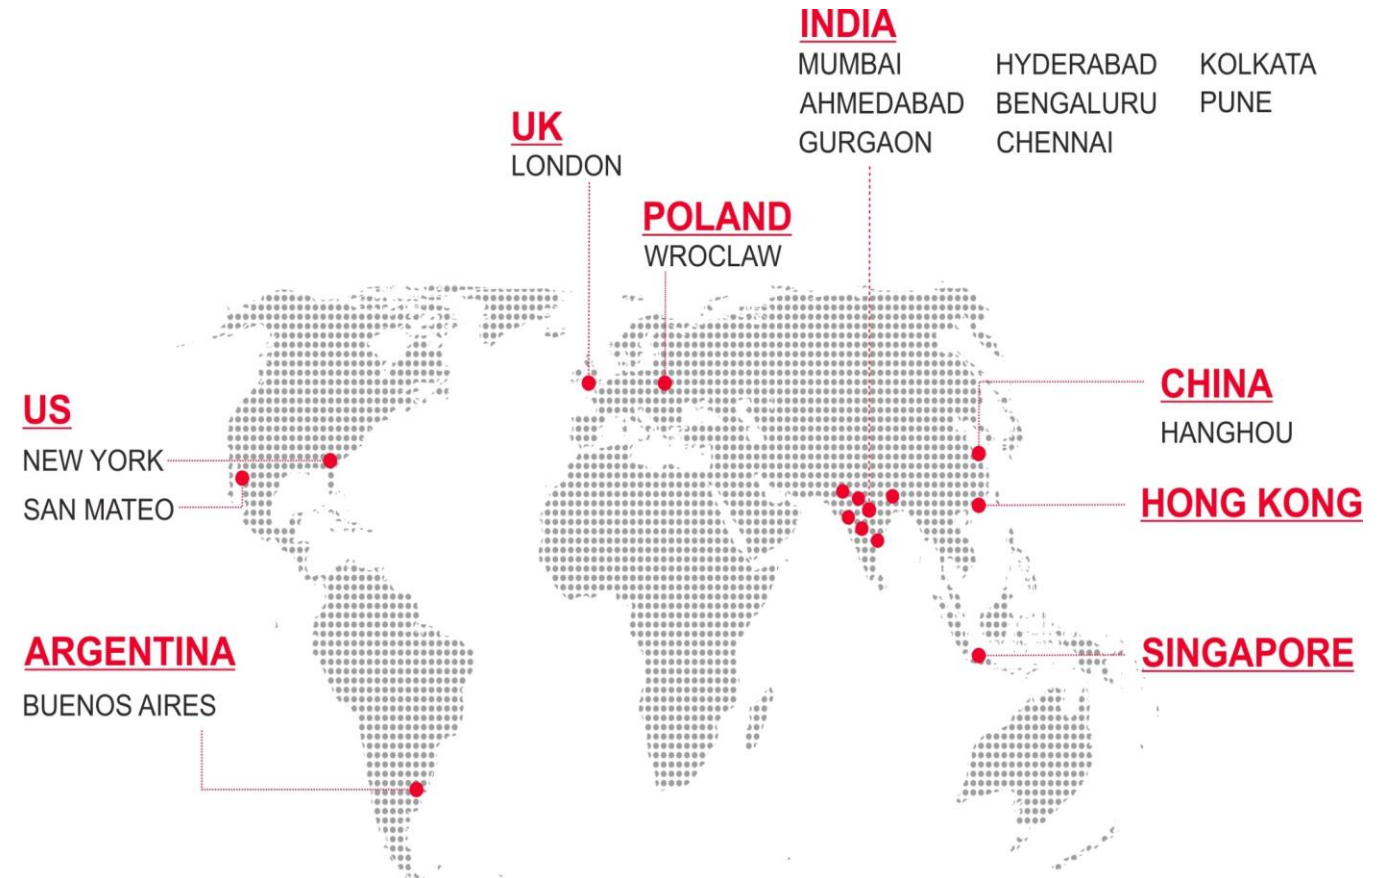 INDIA
MUMBAI HYDERABAD KOLKATA
AHMEDABAD BENGALURU PUNE
GURGAON CHENNAI
UK
LONDON
POLAND
WROCLAW
US
NEW YORK
SAN MATEO
CHINA
HANGHOU
HONG KONG
ARGENTINA
BUENOS AIRES
SINGAPORE